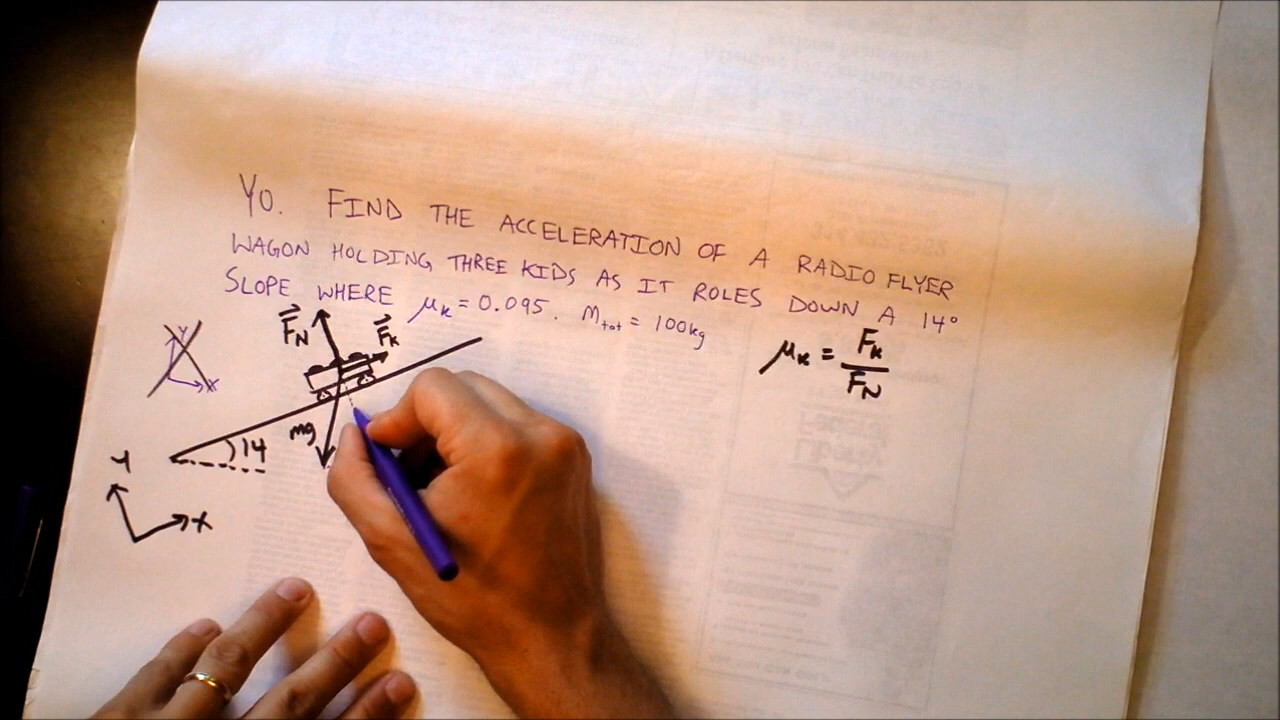 YO. FIND THE ACCELERATION OF A RADIO FLYER
WAGON HOLDING THREE KIDS AS IT ROLES DOWN A 14°
SLOPE WHERE μk = 0.095. Mtot = 100kg
F⃗N
F⃗k
μk = Fk / FN
y
x
mg
14
y
x